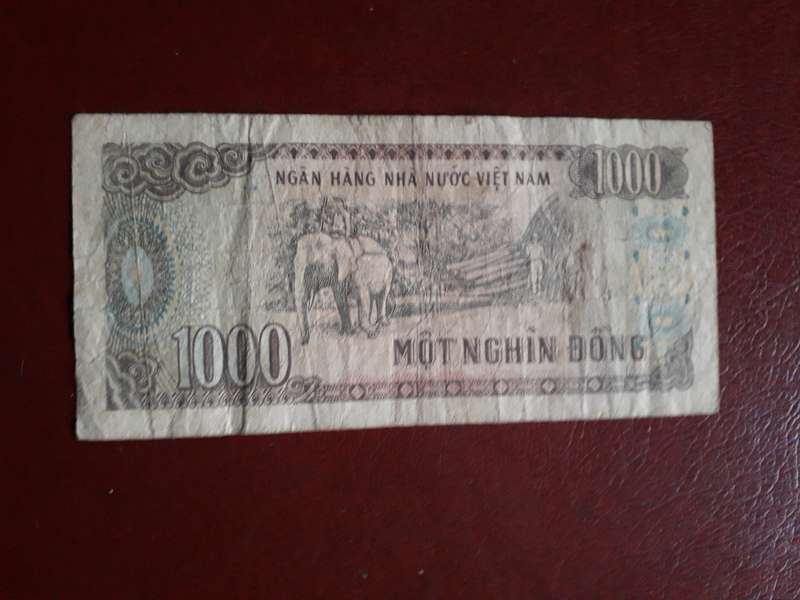 NGÂN HÀNG NHÀ NƯỚC VIỆT NAM
1000
1000
MỘT NGHÌN ĐỒNG